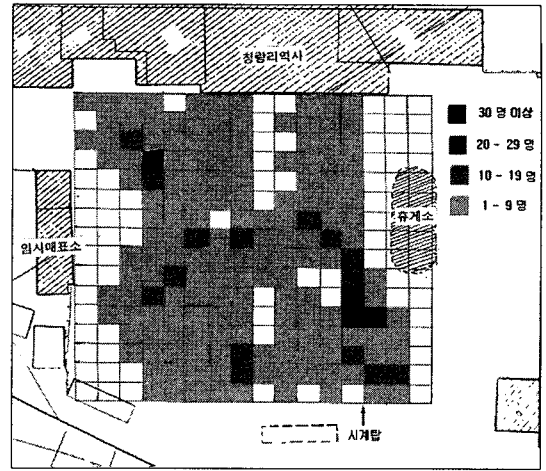 청량리역사
30 명 이상
20 - 29 명
10 - 19 명
1 - 9 명
휴게소
임시매표소
시계탑